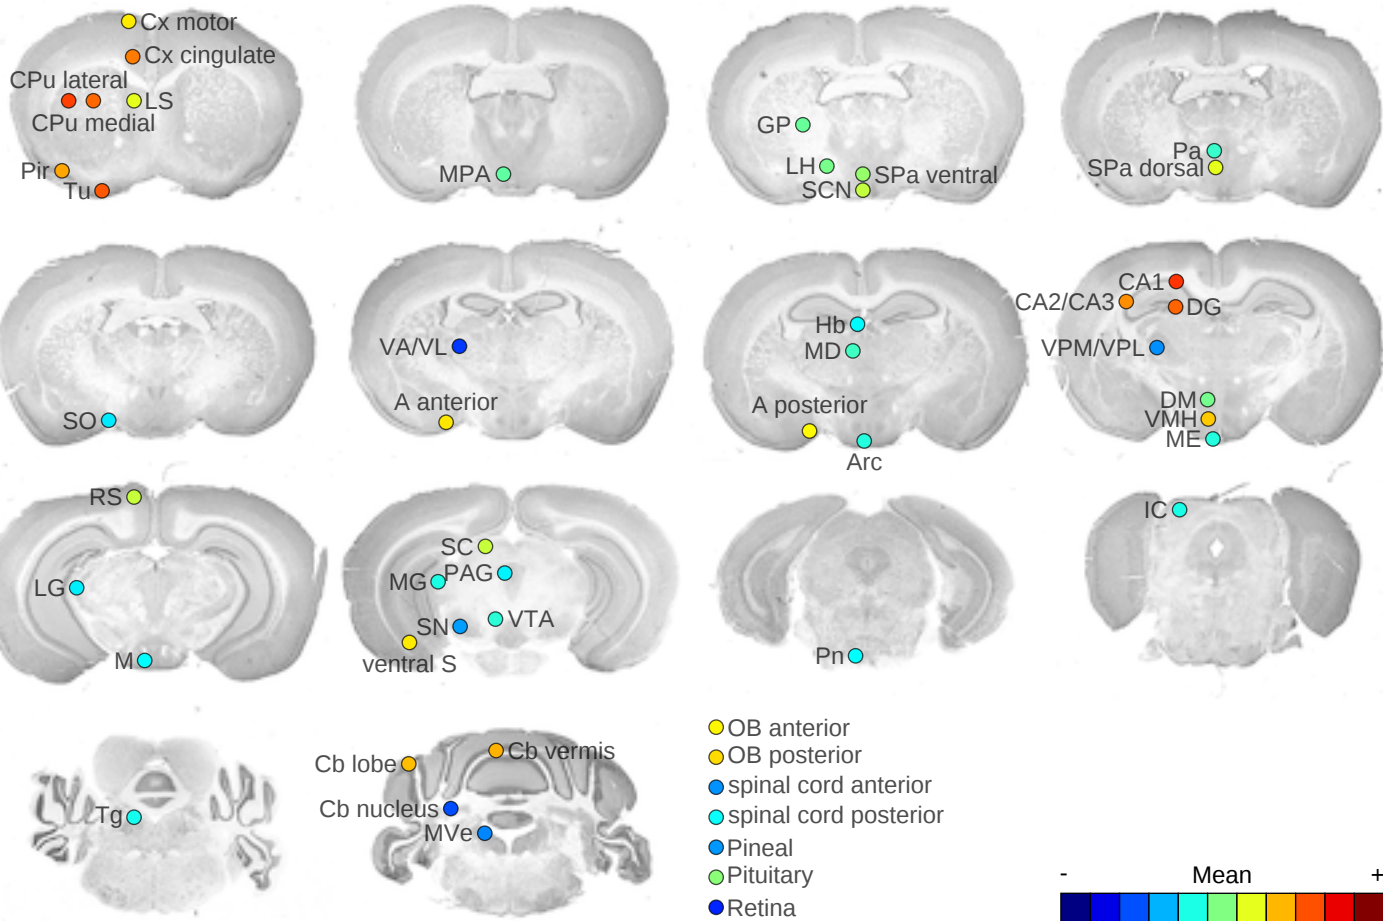 Cx motor
Cx cingulate
CPu lateral
LS
CPu medial
Pir
Tu
MPA
GP
LH
SPa ventral
SCN
Pa
SPa dorsal
SO
VA/VL
A anterior
Hb
MD
A posterior
Arc
CA1
CA2/CA3
DG
VPM/VPL
DM
VMH
ME
RS
LG
M
SC
MG
PAG
SN
VTA
ventral S
Pn
IC
Tg
Cb lobe
Cb vermis
Cb nucleus
MVe
OB anterior
OB posterior
spinal cord anterior
spinal cord posterior
Pineal
Pituitary
Retina
- Mean +